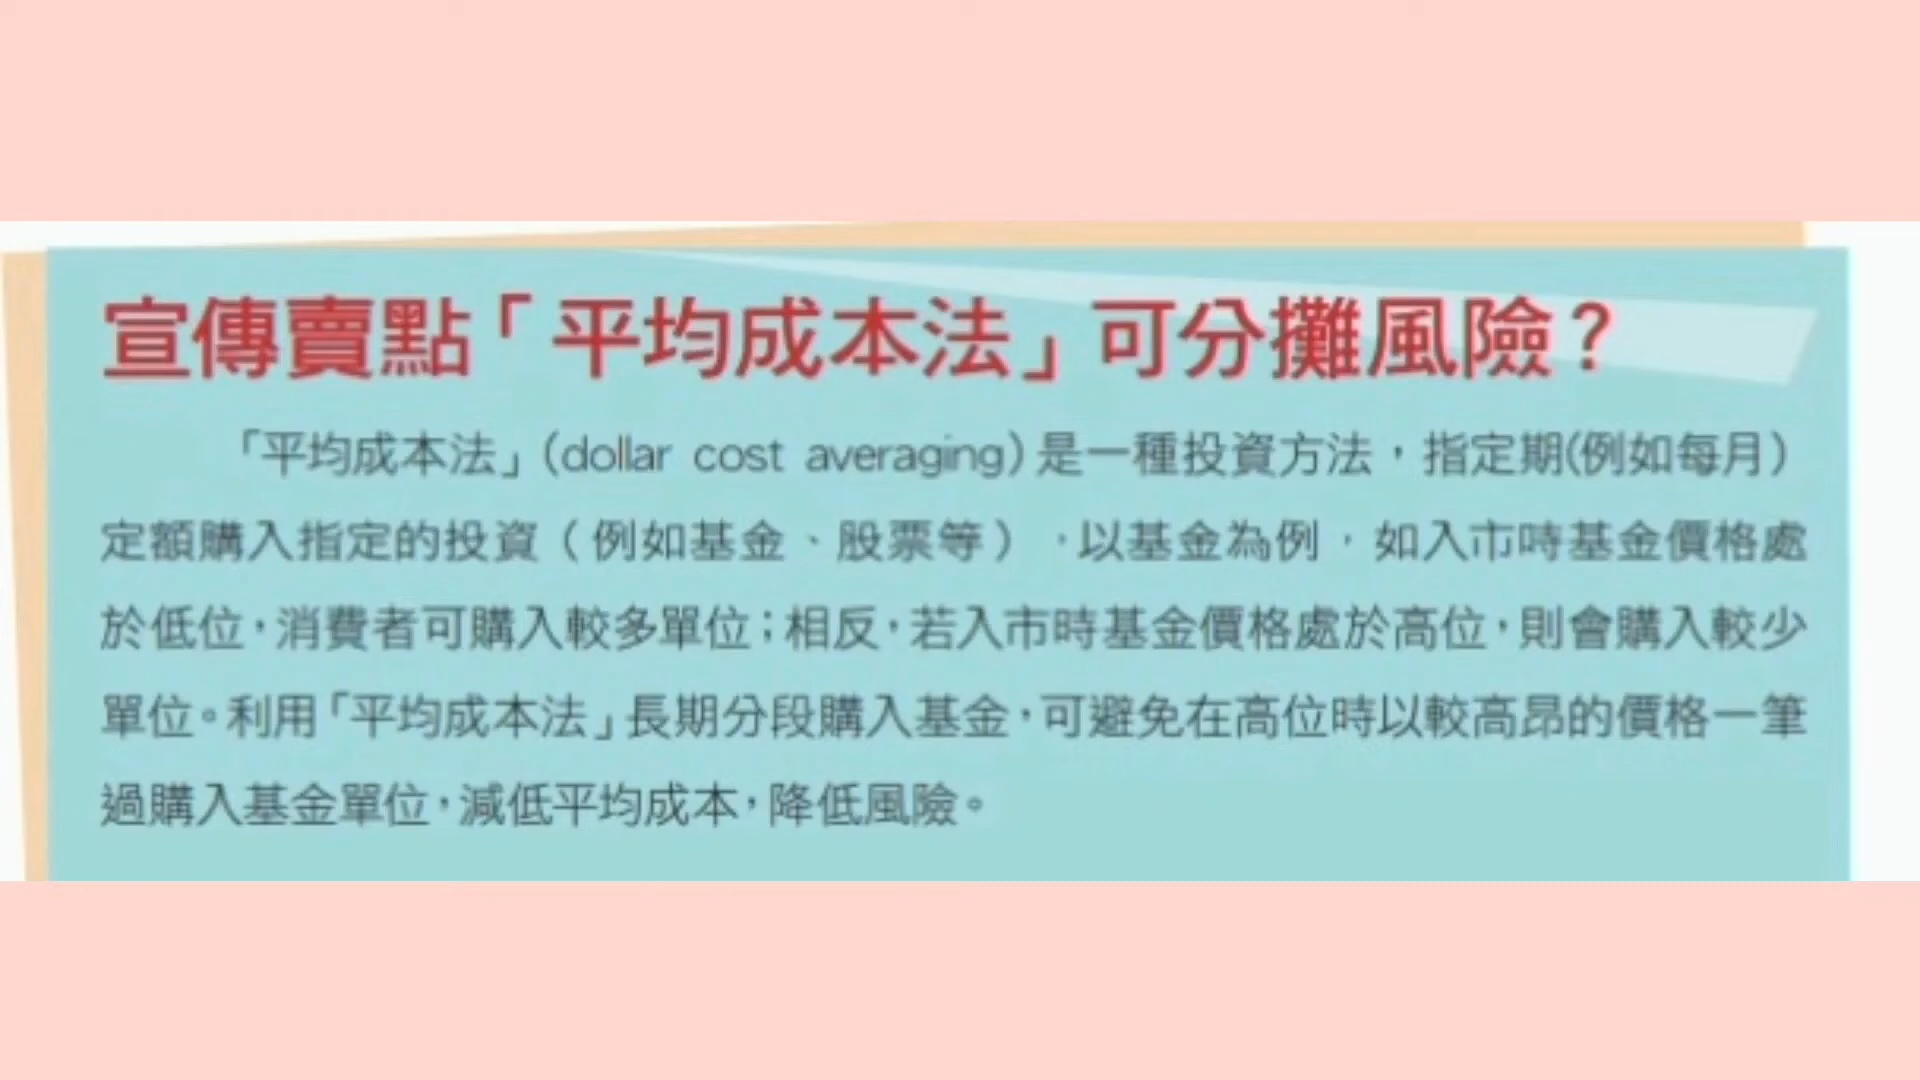 宣傳賣點「平均成本法」可分攤風險？
「平均成本法」（dollar cost averaging）是一種投資方法，指定期(例如每月）
定額購入指定的投資（例如基金、股票等），以基金為例，如入市時基金價格處
於低位，消費者可購入較多單位；相反，若入市時基金價格處於高位，則會購入較少
單位。利用「平均成本法」長期分段購入基金，可避免在高位時以較高昂的價格一筆
過購入基金單位，減低平均成本，降低風險。